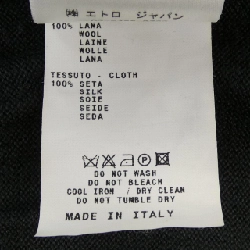 エトロ ジャパン
100% LANA
WOOL
LAINE
WOLLE
LANA
TESSUTO - CLOTH
100% SETA
SILK
SOIE
SEIDE
SEDA
DO NOT WASH
DO NOT BLEACH
COOL IRON / DRY CLEAN
DO NOT TUMBLE DRY
MADE IN ITALY